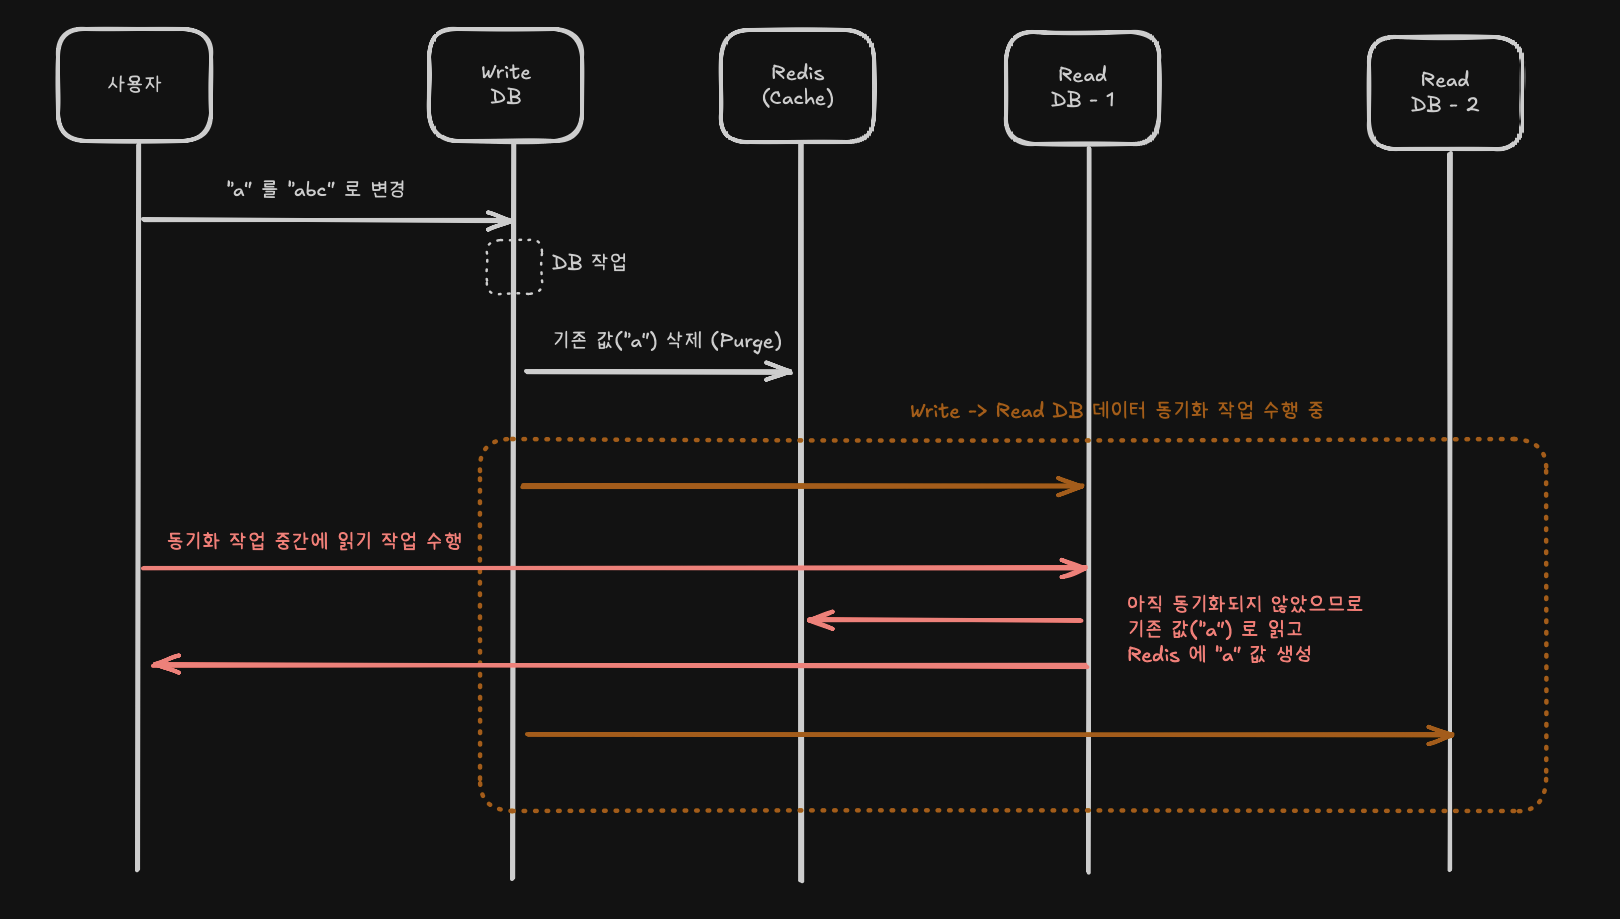 사용자
Write
DB
Redis
(Cache)
Read
DB - 1
Read
DB - 2
"a" 를 "abc" 로 변경
DB 작업
기존 값("a") 삭제 (Purge)
Write -> Read DB 데이터 동기화 작업 수행 중
동기화 작업 중간에 읽기 작업 수행
아직 동기화되지 않았으므로
기존 값("a") 로 읽고
Redis 에 "a" 값 생성